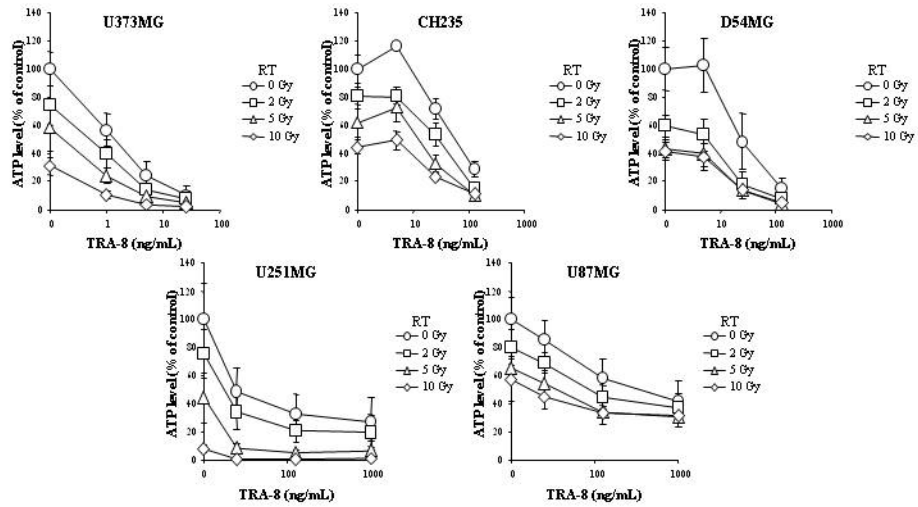 U373MG
140
120
100
80
60
40
20
0
ATP level (% of control)
0 1 10 100
TRA-8 (ng/mL)
RT
0 Gy
2 Gy
5 Gy
10 Gy
CH235
140
120
100
80
60
40
20
0
ATP level (% of control)
0 10 100 1000
TRA-8 (ng/mL)
RT
0 Gy
2 Gy
5 Gy
10 Gy
D54MG
140
120
100
80
60
40
20
0
ATP level (% of control)
0 10 100 1000
TRA-8 (ng/mL)
RT
0 Gy
2 Gy
5 Gy
10 Gy
U251MG
140
120
100
80
60
40
20
0
ATP level (% of control)
0 100 1000
TRA-8 (ng/mL)
RT
0 Gy
2 Gy
5 Gy
10 Gy
U87MG
140
120
100
80
60
40
20
0
ATP level (% of control)
0 100 1000
TRA-8 (ng/mL)
RT
0 Gy
2 Gy
5 Gy
10 Gy